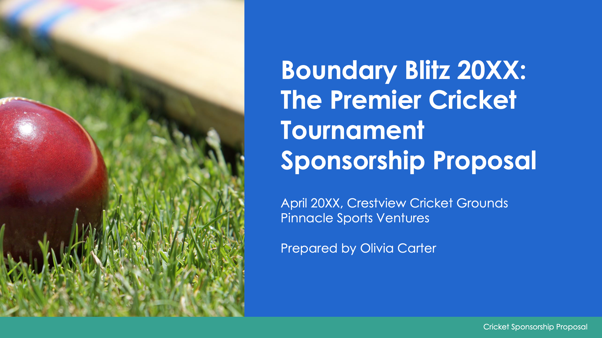 Boundary Blitz 20XX:
The Premier Cricket
Tournament
Sponsorship Proposal
April 20XX, Crestview Cricket Grounds
Pinnacle Sports Ventures
Prepared by Olivia Carter
Cricket Sponsorship Proposal